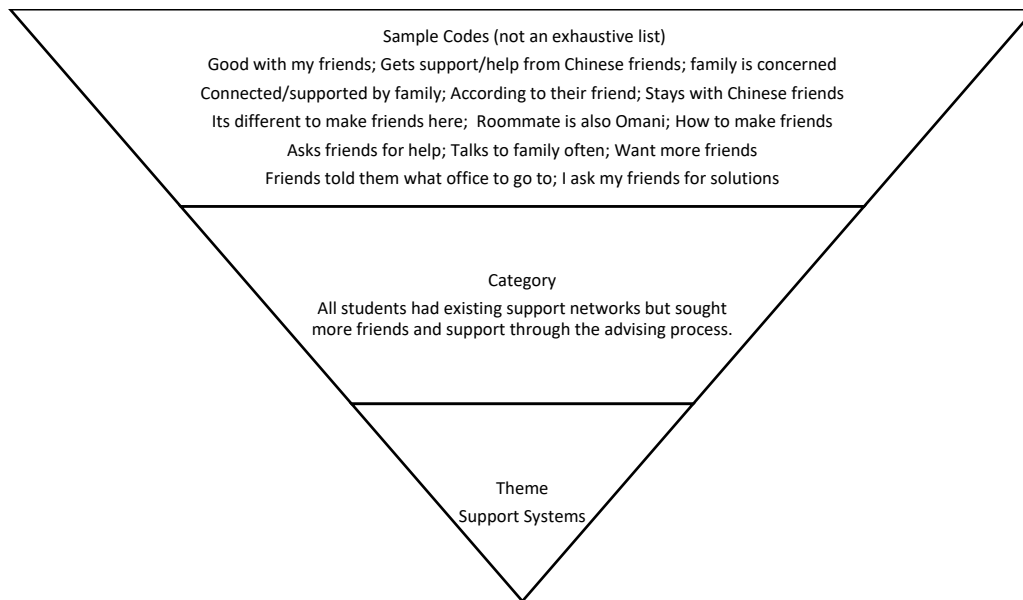 Sample Codes (not an exhaustive list)
Good with my friends; Gets support/help from Chinese friends; family is concerned
Connected/supported by family; According to their friend; Stays with Chinese friends
Its different to make friends here;  Roommate is also Omani; How to make friends
Asks friends for help; Talks to family often; Want more friends
Friends told them what office to go to; I ask my friends for solutions
Category
All students had existing support networks but sought
more friends and support through the advising process.
Theme
Support Systems